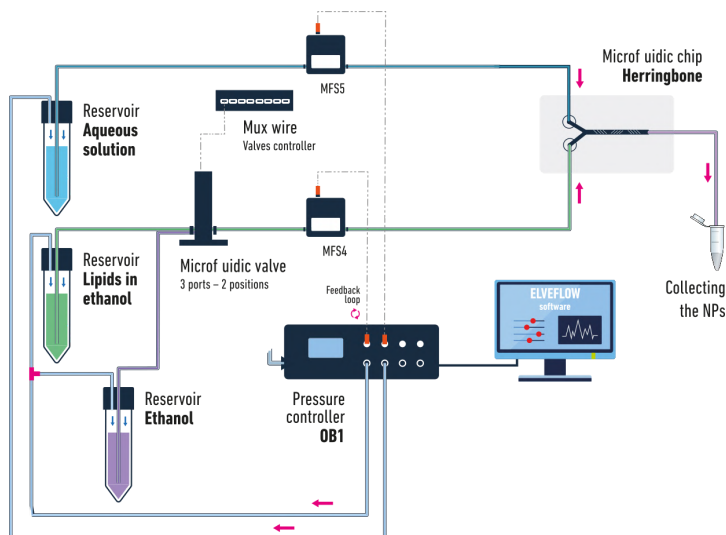 MFS5
Microf uidic chip
Herringbone
Reservoir
Aqueous
solution
Mux wire
Valves controller
MFS4
Reservoir
Lipids in
ethanol
Microf uidic valve
3 ports – 2 positions
Feedback
loop
ELVEFLOW
software
Collecting
the NPs
Reservoir
Ethanol
Pressure
controller
OB1